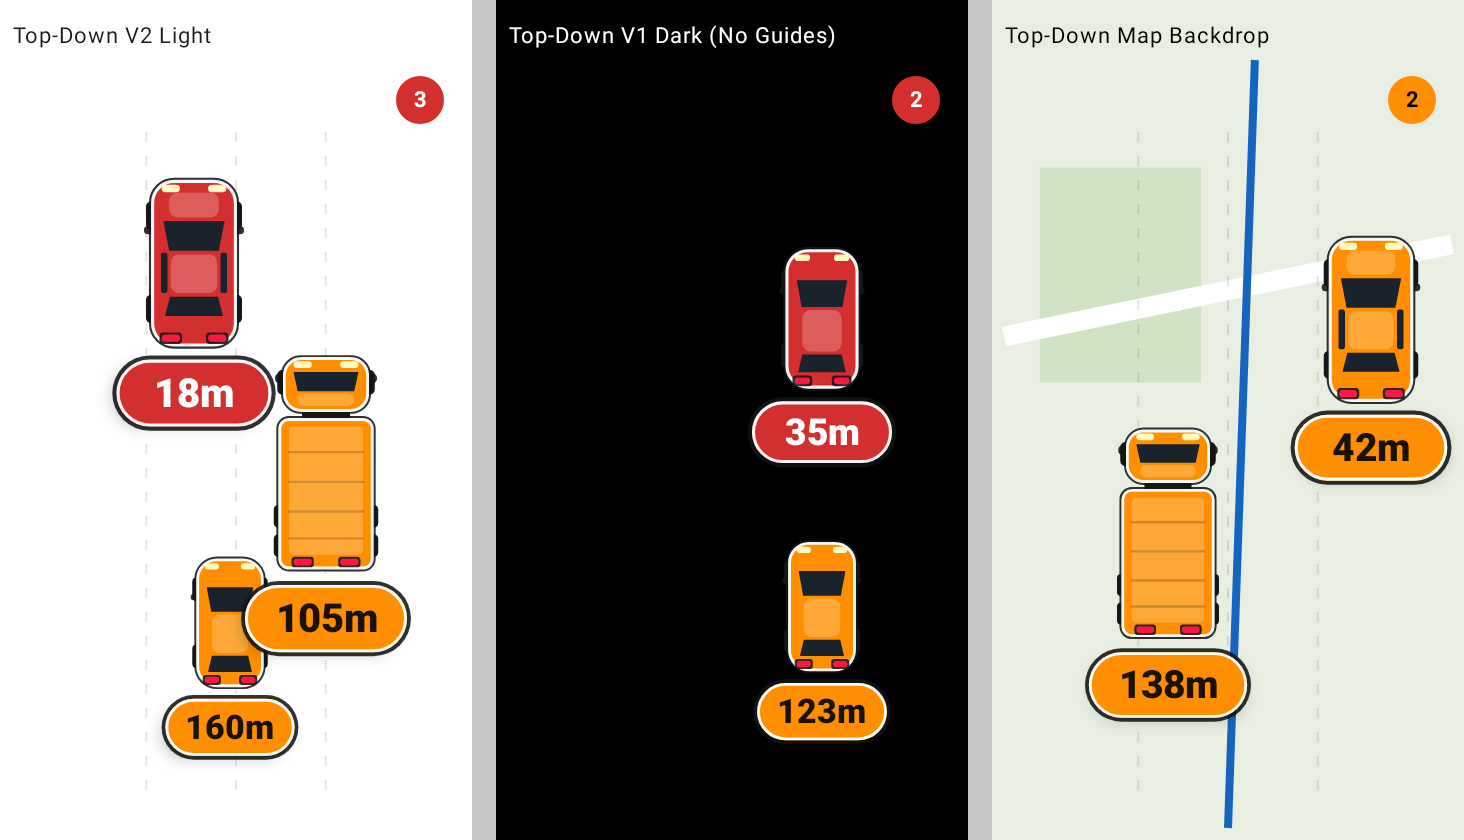 Top-Down V2 Light
3
18m
105m
160m
Top-Down V1 Dark (No Guides)
2
35m
123m
Top-Down Map Backdrop
2
42m
138m